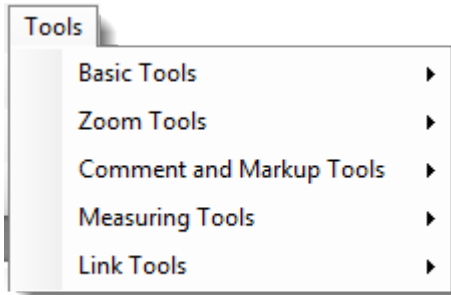 Tools
Basic Tools
Zoom Tools
Comment and Markup Tools
Measuring Tools
Link Tools